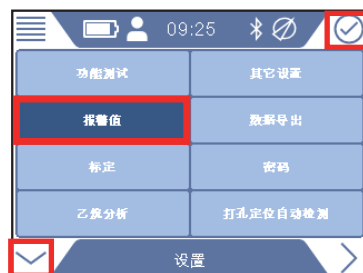 09:25
功能测试 其它设置
报警值 数据导出
标定 密码
乙炔分析 打孔定位自动检测
设置